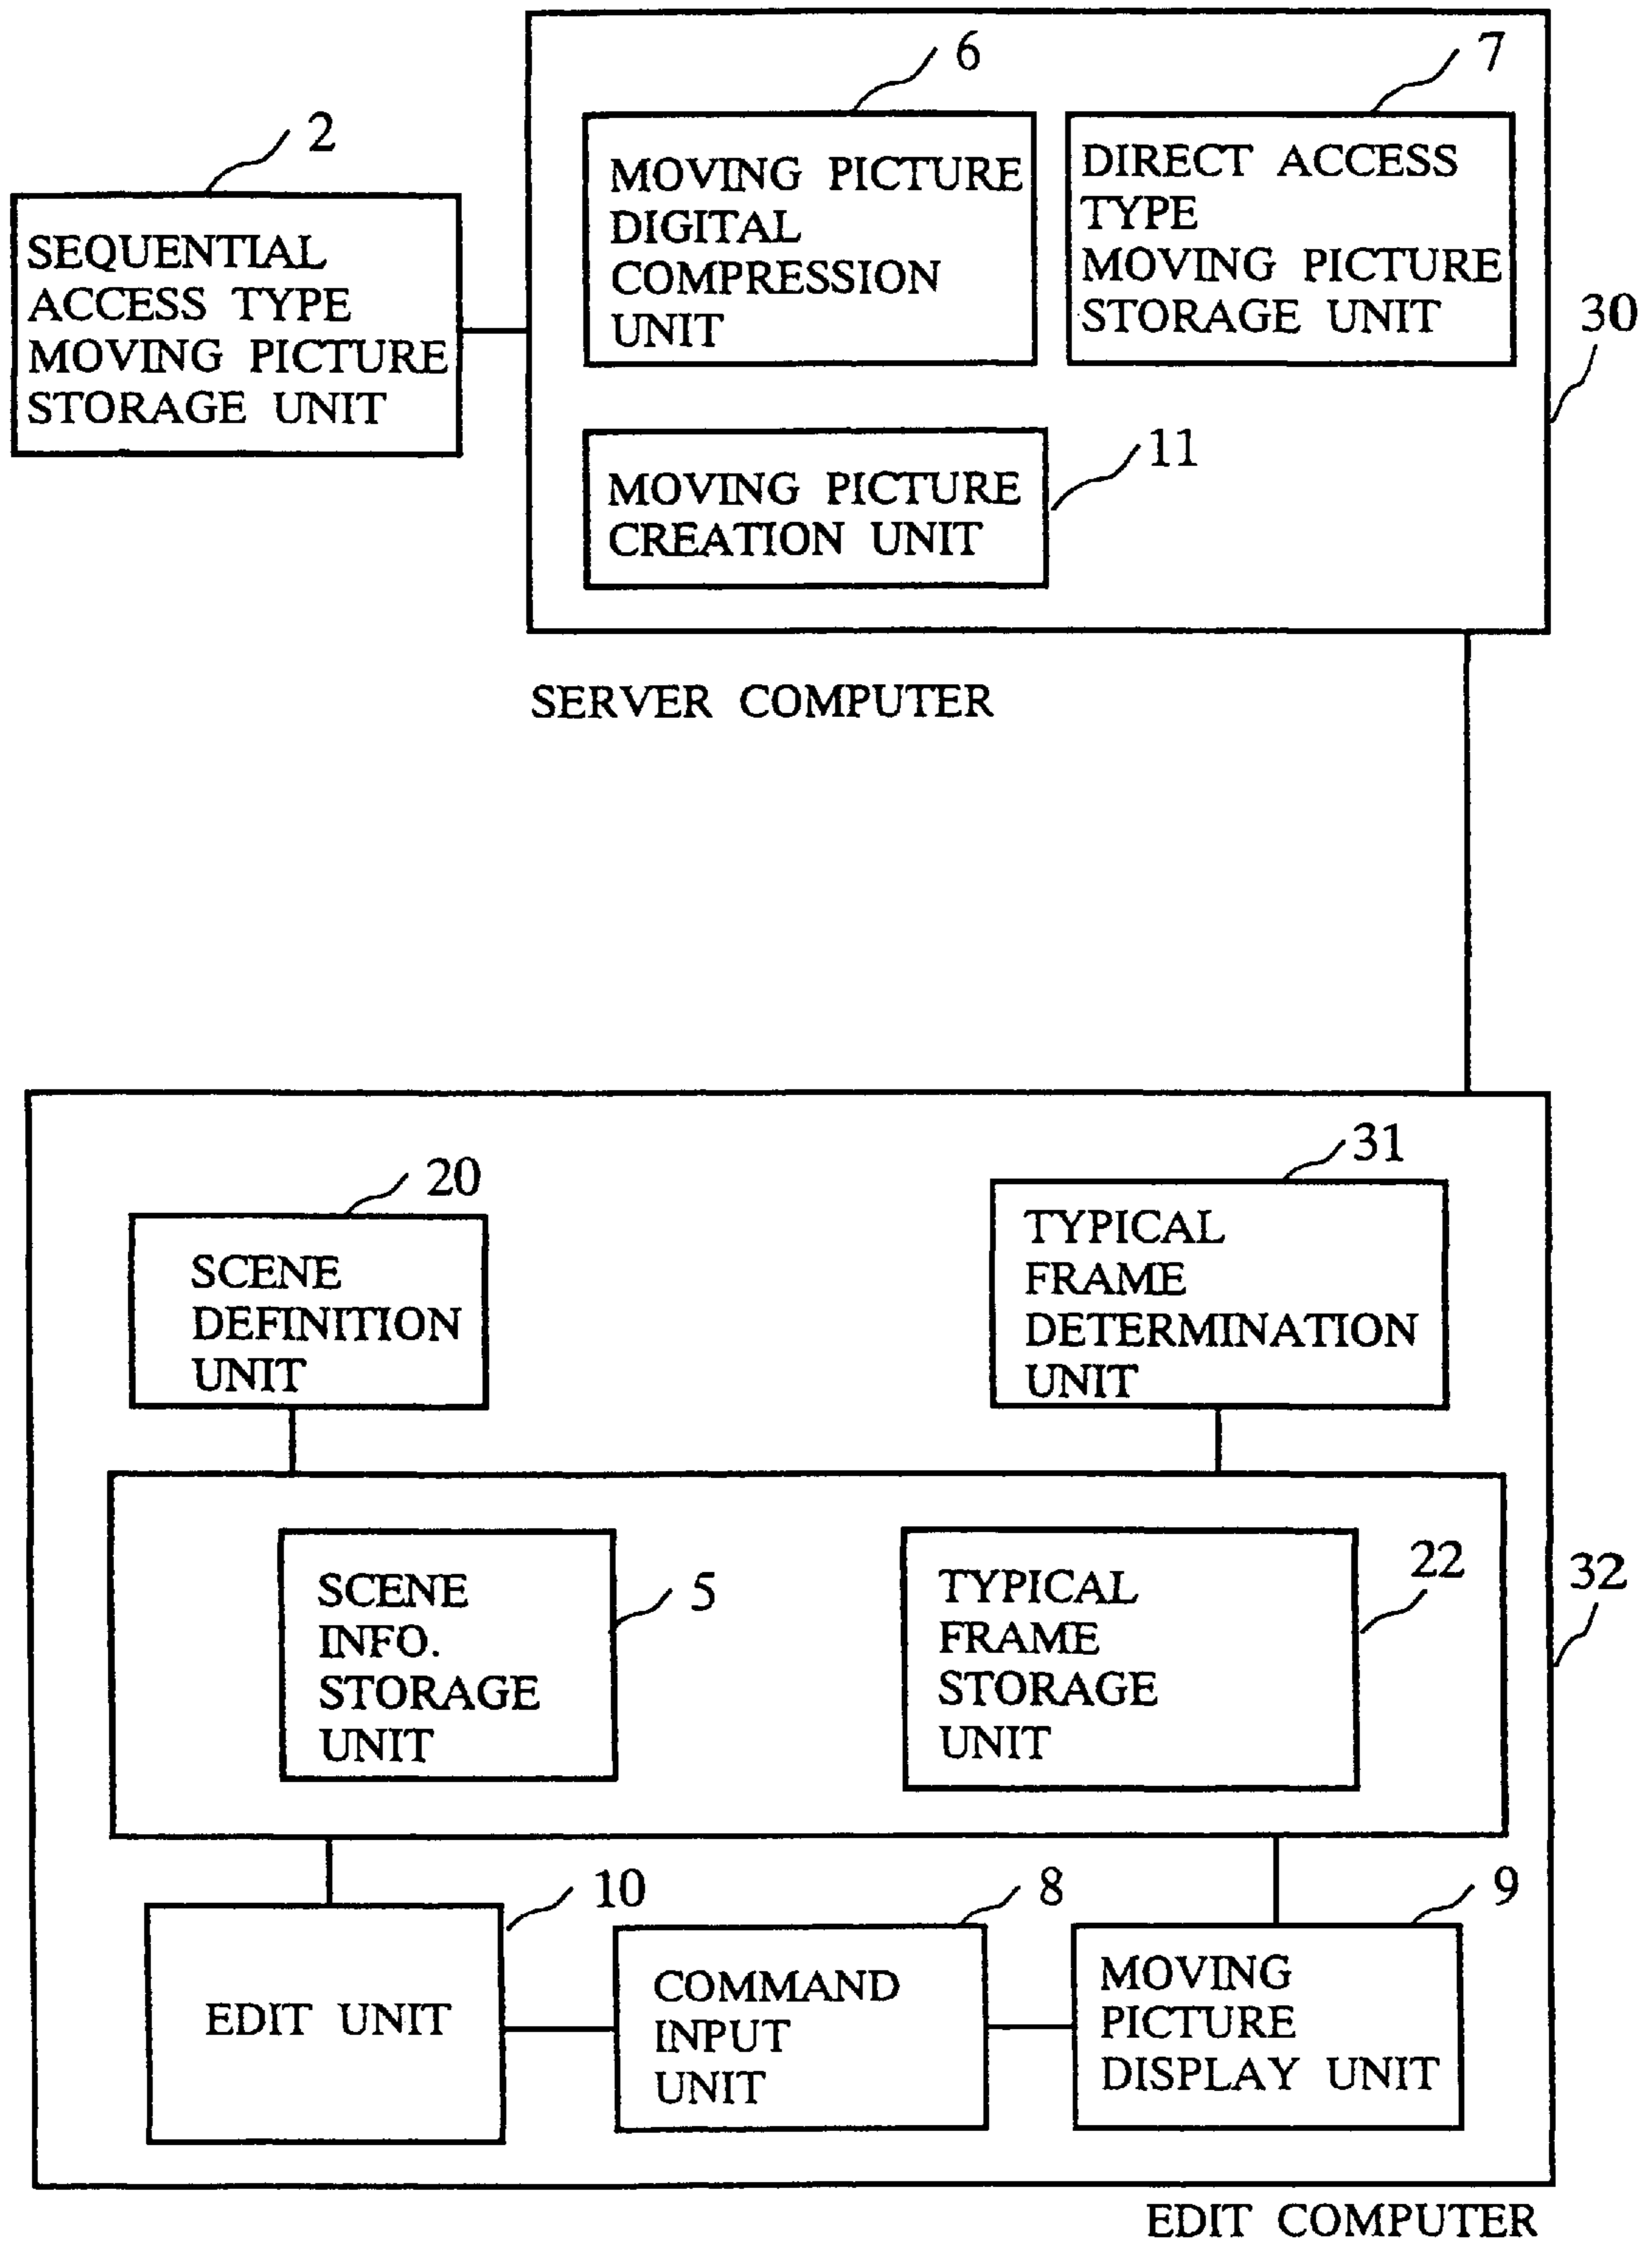 6
7
2
MOVING PICTURE
DIGITAL
COMPRESSION
UNIT
DIRECT ACCESS
TYPE
MOVING PICTURE
STORAGE UNIT
SEQUENTIAL
ACCESS TYPE
MOVING PICTURE
STORAGE UNIT
30
11
MOVING PICTURE
CREATION UNIT
SERVER COMPUTER
31
20
TYPICAL
FRAME
DETERMINATION
UNIT
SCENE
DEFINITION
UNIT
SCENE
INFO.
STORAGE
UNIT
5
TYPICAL
FRAME
STORAGE
UNIT
22
32
10
8
9
EDIT UNIT
COMMAND
INPUT
UNIT
MOVING
PICTURE
DISPLAY UNIT
EDIT COMPUTER